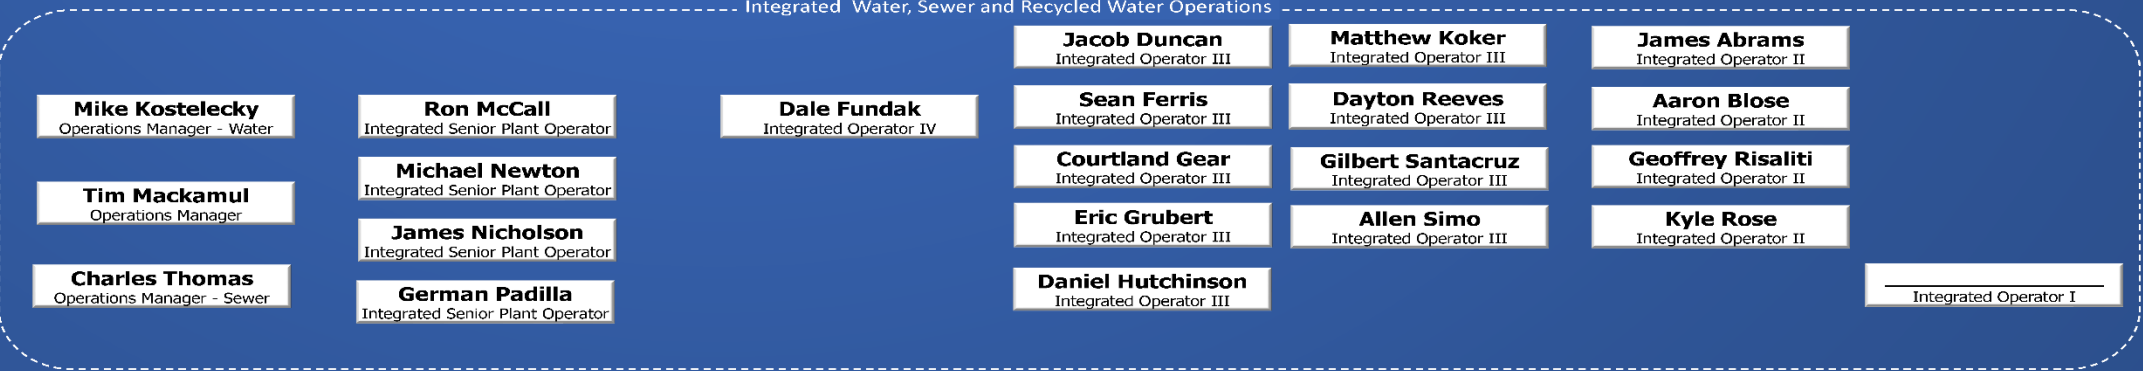 Integrated  Water, Sewer and Recycled Water Operations
Mike Kostelecky
Operations Manager - Water
Tim Mackamul
Operations Manager
Charles Thomas
Operations Manager - Sewer
Ron McCall
Integrated Senior Plant Operator
Michael Newton
Integrated Senior Plant Operator
James Nicholson
Integrated Senior Plant Operator
German Padilla
Integrated Senior Plant Operator
Dale Fundak
Integrated Operator IV
Jacob Duncan
Integrated Operator III
Sean Ferris
Integrated Operator III
Courtland Gear
Integrated Operator III
Eric Grubert
Integrated Operator III
Daniel Hutchinson
Integrated Operator III
Matthew Koker
Integrated Operator III
Dayton Reeves
Integrated Operator III
Gilbert Santacruz
Integrated Operator III
Allen Simo
Integrated Operator III
James Abrams
Integrated Operator II
Aaron Blose
Integrated Operator II
Geoffrey Risaliti
Integrated Operator II
Kyle Rose
Integrated Operator II
Integrated Operator I